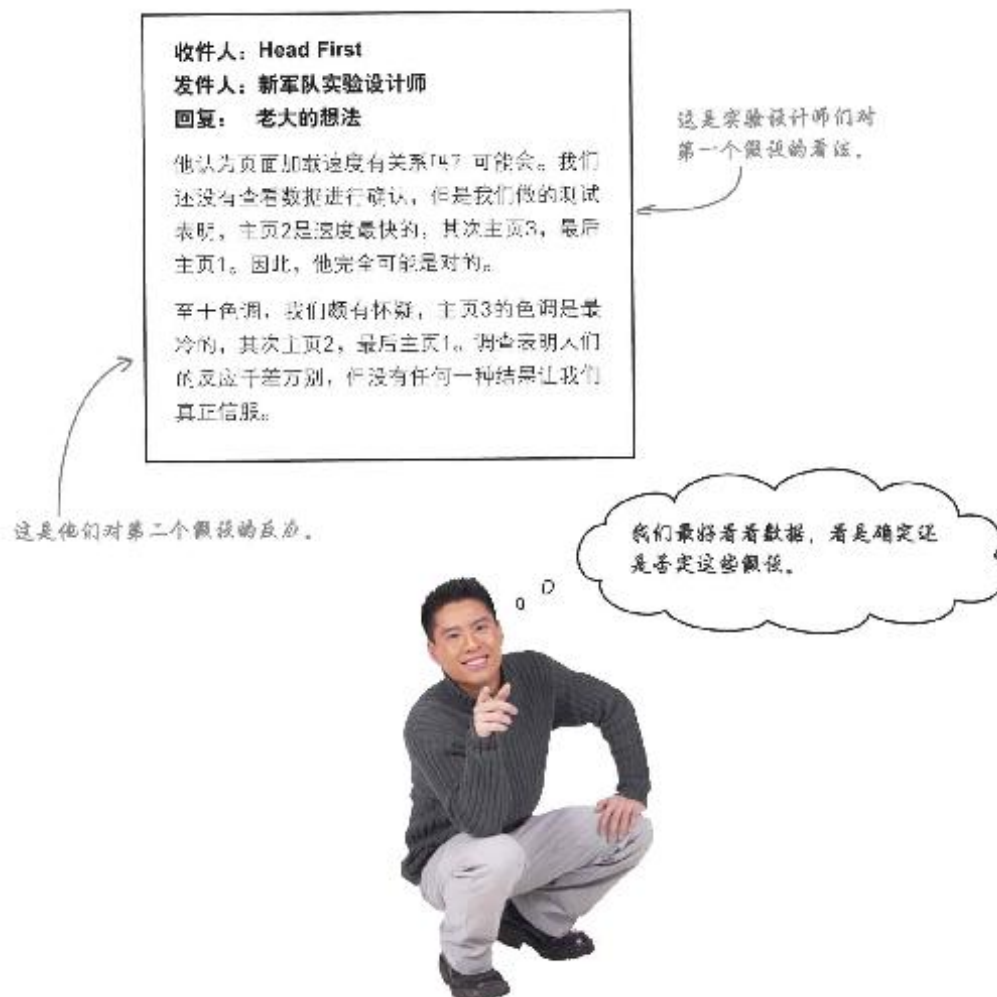 收件人：Head First
发件人：新军队实验设计师
回复： 老大的想法
他认为页面加载速度有关系吗？可能会。我们
还没有查看数据进行确认，但是我们做的测试
表明，主页2是速度最快的，其次主页3，最后
主页1。因此，他完全可能是对的。
至于色调，我们颇有怀疑，主页3的色调是最
冷的，其次主页2，最后主页1。调查表明人们
的反应千差万别，但没有任何一种结果让我们
真正信服。
这是实验设计师们对
第一个假设的看法。
这是他们对第二个假设的反应。
我们最好看看数据，看是确定还
是否定这些假设。